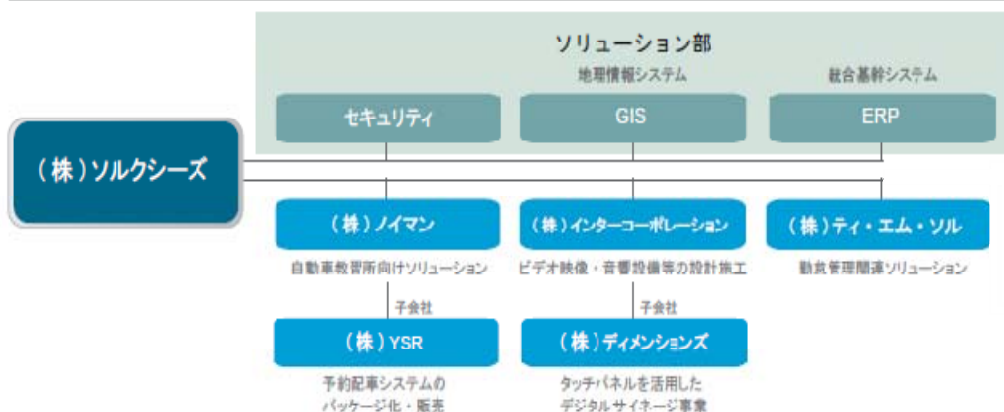 ソリューション部
地理情報システム
統合基幹システム
セキュリティ
GIS
ERP
(株)ソルクシーズ
(株)ノイマン
(株)インターコーポレーション
(株)ティ・エム・ソル
自動車教習所向けソリューション
ビデオ映像・音響設備等の設計施工
勤怠管理関連ソリューション
子会社
子会社
(株)YSR
(株)ディメンションズ
予約配車システムの
パッケージ化・販売
タッチパネルを活用した
デジタルサイネージ事業